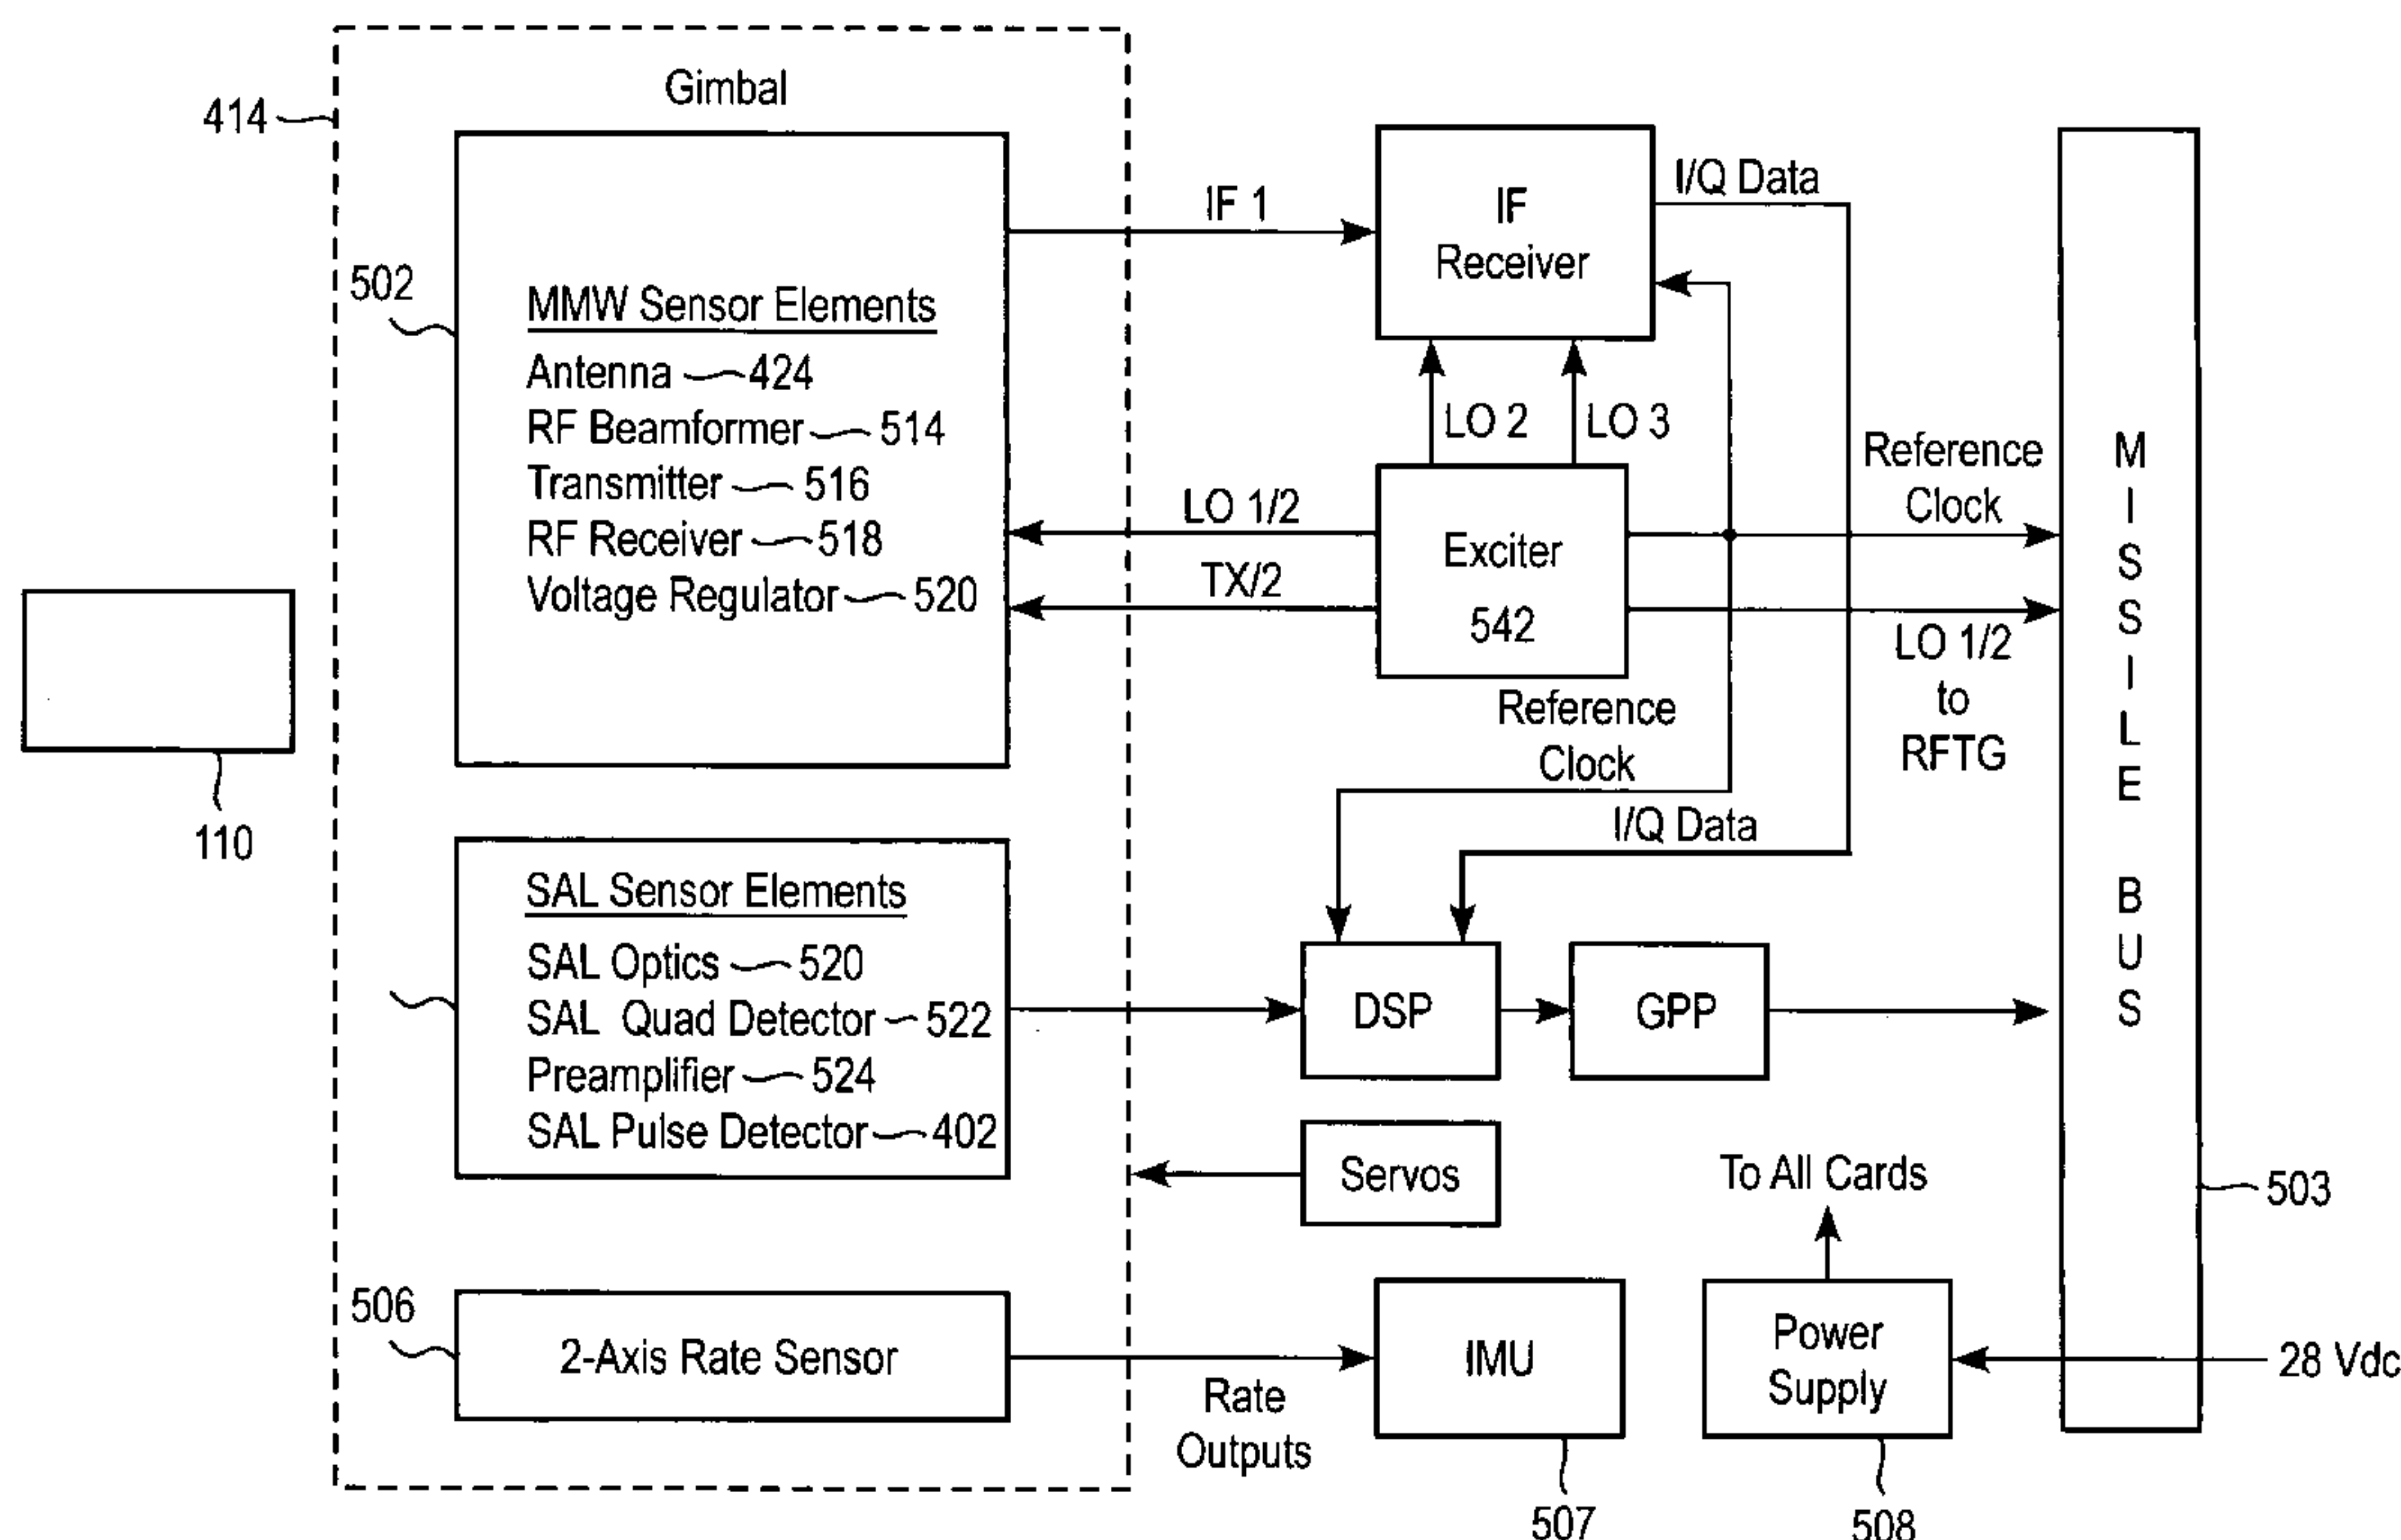 Gimbal
414
502
MMW Sensor Elements
Antenna 424
RF Beamformer 514
Transmitter 516
RF Receiver 518
Voltage Regulator 520
110
SAL Sensor Elements
SAL Optics 520
SAL Quad Detector 522
Preamplifier 524
SAL Pulse Detector 402
506
2-Axis Rate Sensor
IF 1
IF
Receiver
I/Q Data
LO 2
LO 3
LO 1/2
TX/2
Exciter
542
Reference
Clock
LO 1/2
to
RFTG
Reference
Clock
I/Q Data
DSP
GPP
Servos
To All Cards
Rate
Outputs
IMU
507
Power
Supply
508
28 Vdc
MISSILE BUS
503